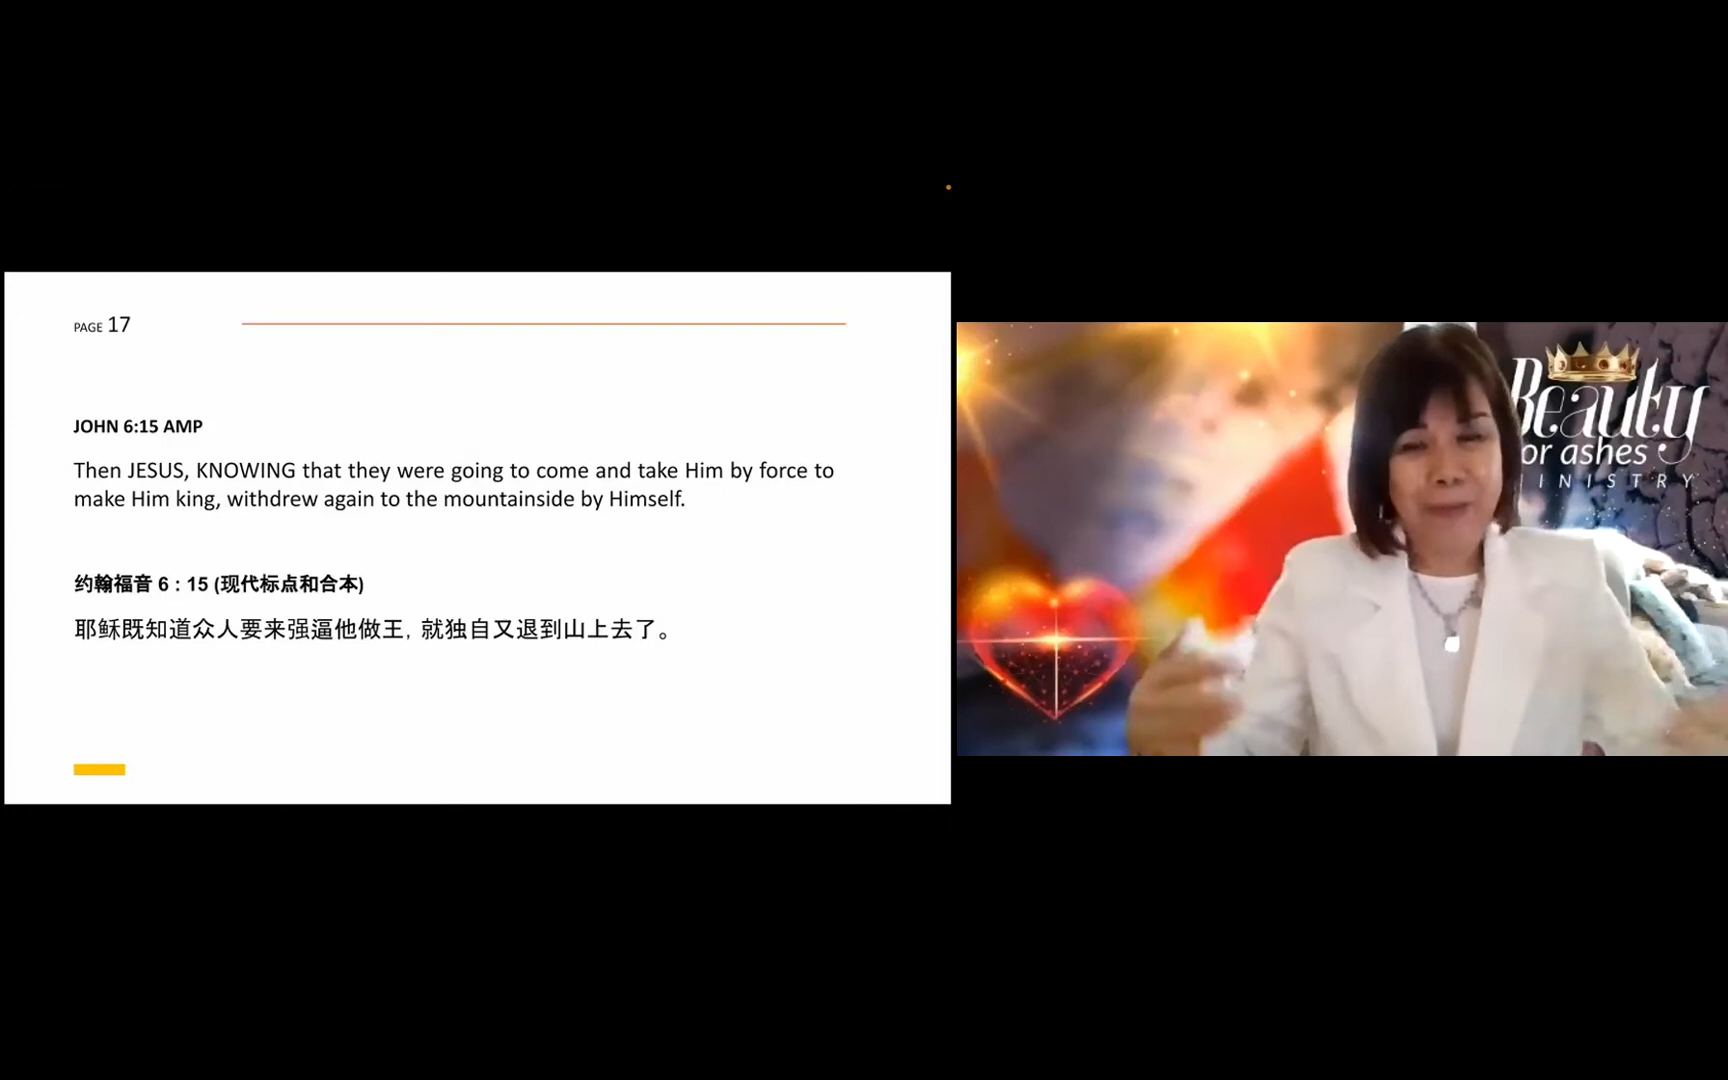 PAGE 17
JOHN 6:15 AMP
Then JESUS, KNOWING that they were going to come and take Him by force to
make Him king, withdrew again to the mountainside by Himself.
约翰福音 6 : 15 (现代标点和合本)
耶稣既知道众人要来强逼他做王, 就独自又退到山上去了。
Beauty
or ashes
INISTRY